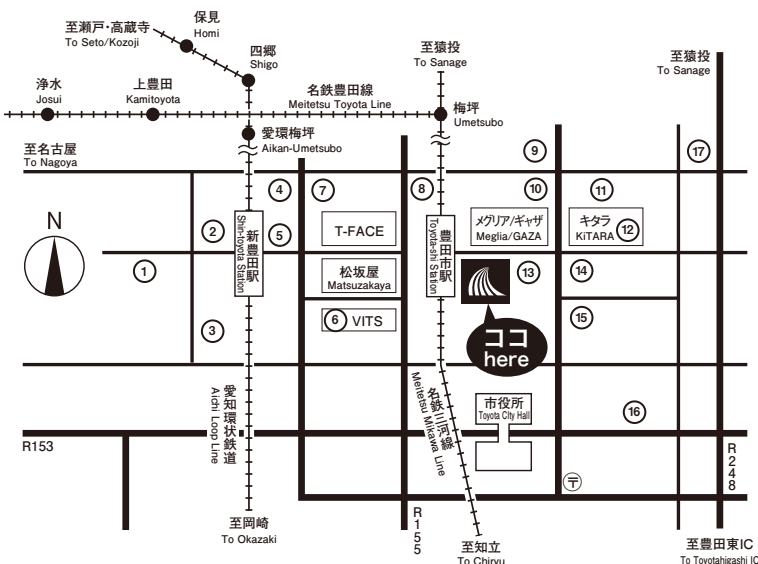 保見
Homi
至瀬戸・高蔵寺
To Seto/Kozoji
四郷
Shigo
至猿投
To Sanage
至猿投
To Sanage
浄水
Josui
上豊田
Kamitoyota
名鉄豊田線
Meitetsu Toyota Line
梅坪
Umetsubo
愛環梅坪
Aikan-Umetsubo
至名古屋
To Nagoya
9
17
4
7
8
10
11
N
2
新豊田駅
Shin-toyota Station
5
T-FACE
豊田市駅
Toyota-shi Station
メグリア/ギャザ
Meglia/GAZA
キタラ
KiTARA
12
1
松坂屋
Matsuzakaya
13
14
3
6
VITS
15
ココ
here
愛知環状鉄道
Aichi Loop Line
名鉄三河線
Meitetsu Mikawa Line
市役所
Toyota City Hall
16
R153
R248
〒
R155
至岡崎
To Okazaki
至知立
To Chiryu
至豊田東IC
To Toyotahigashi IC